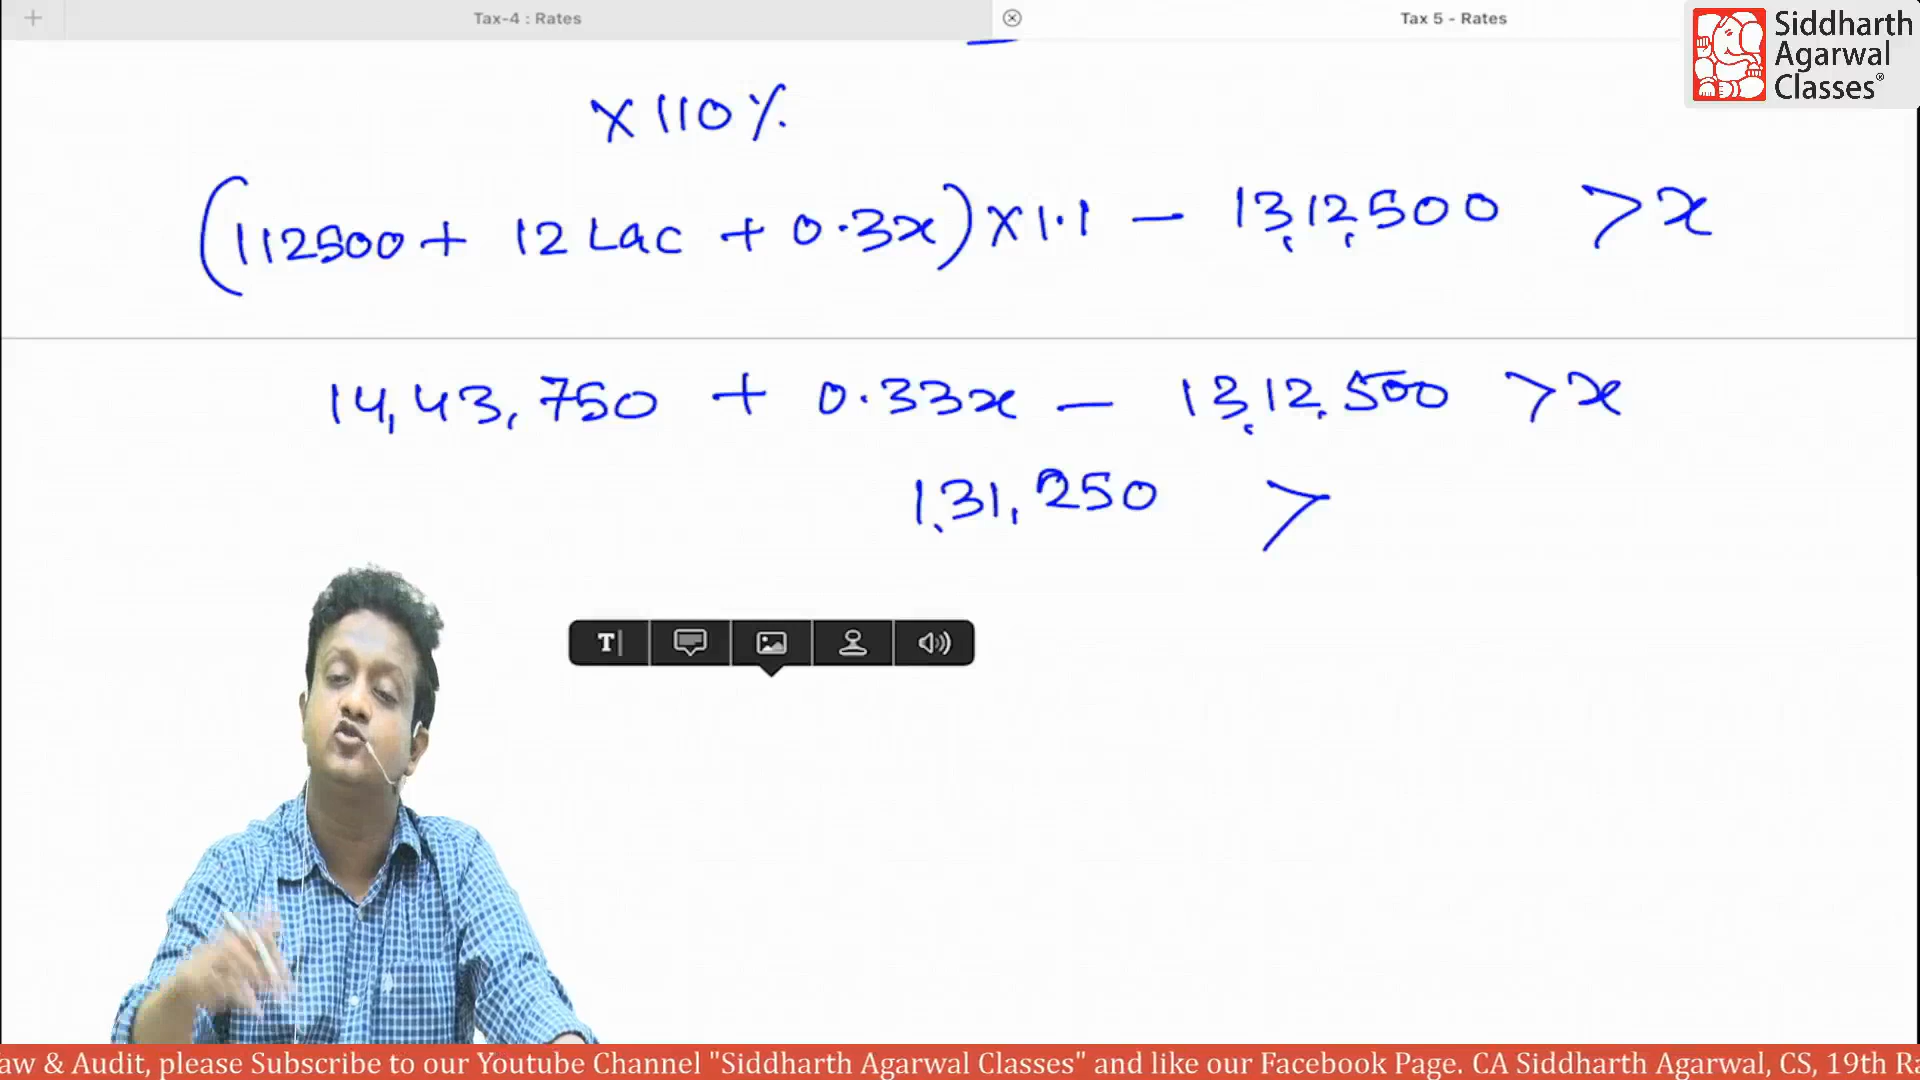 Tax-4 : Rates
Tax 5 - Rates
Siddharth
Agarwal
Classes®
× 110 %
(112500 + 12 Lac + 0.3x) × 1.1 − 13,12,500 > x
14,43,750 + 0.33x − 13,12,500 > x
1,31,250 >
T
aw & Audit, please Subscribe to our Youtube Channel "Siddharth Agarwal Classes" and like our Facebook Page. CA Siddharth Agarwal, CS, 19th Ra